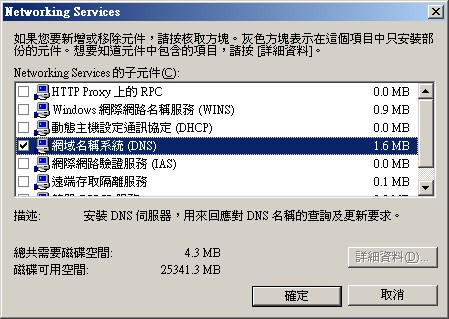 Networking Services
如果您要新增或移除元件，請按核取方塊。灰色方塊表示在這個項目中只安裝部
份的元件。想要知道元件中包含的項目，請按 [詳細資料]。
Networking Services 的子元件(C):
HTTP Proxy 上的 RPC 0.0 MB
Windows 網際網路名稱服務 (WINS) 0.9 MB
動態主機設定通訊協定 (DHCP) 0.0 MB
網域名稱系統 (DNS) 1.6 MB
網際網路驗證服務 (IAS) 0.0 MB
遠端存取隔離服務 0.1 MB
描述: 安裝 DNS 伺服器，用來回應對 DNS 名稱的查詢及更新要求。
總共需要磁碟空間: 4.3 MB
磁碟可用空間: 25341.3 MB
詳細資料(D)...
確定
取消